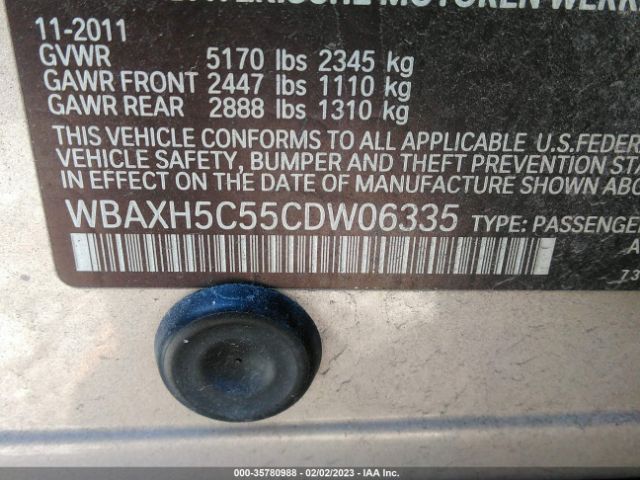 MOTOREN WERK
11-2011
GVWR 5170 lbs 2345 kg
GAWR FRONT 2447 lbs 1110 kg
GAWR REAR 2888 lbs 1310 kg
THIS VEHICLE CONFORMS TO ALL APPLICABLE U.S.FEDER
VEHICLE SAFETY, BUMPER AND THEFT PREVENTION STA
IN EFFECT ON THE DATE OF MANUFACTURE SHOWN ABO
WBAXH5C55CDW06335 TYPE: PASSENGE
000-35780988 - 02/02/2023 - IAA Inc.